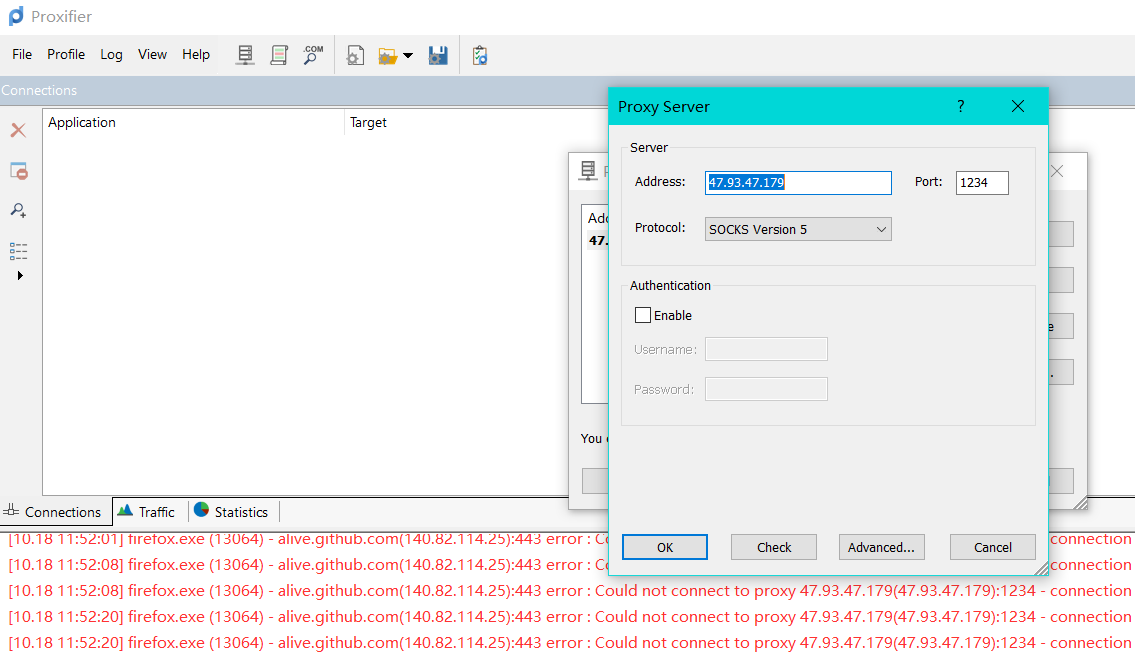 Proxifier
File Profile Log View Help
.COM
Connections
Application Target
Proxy Server ?
Server
Address: 47.93.47.179 Port: 1234
Protocol: SOCKS Version 5
47.
Authentication
Enable
Username:
Password:
You
OK Check Advanced... Cancel
Connections Traffic Statistics
[10.18 11:52:01] firefox.exe (13064) - alive.github.com(140.82.114.25):443 error : connection
[10.18 11:52:08] firefox.exe (13064) - alive.github.com(140.82.114.25):443 error : connection
[10.18 11:52:08] firefox.exe (13064) - alive.github.com(140.82.114.25):443 error : Could not connect to proxy 47.93.47.179(47.93.47.179):1234 - connection
[10.18 11:52:20] firefox.exe (13064) - alive.github.com(140.82.114.25):443 error : Could not connect to proxy 47.93.47.179(47.93.47.179):1234 - connection
[10.18 11:52:20] firefox.exe (13064) - alive.github.com(140.82.114.25):443 error : Could not connect to proxy 47.93.47.179(47.93.47.179):1234 - connection